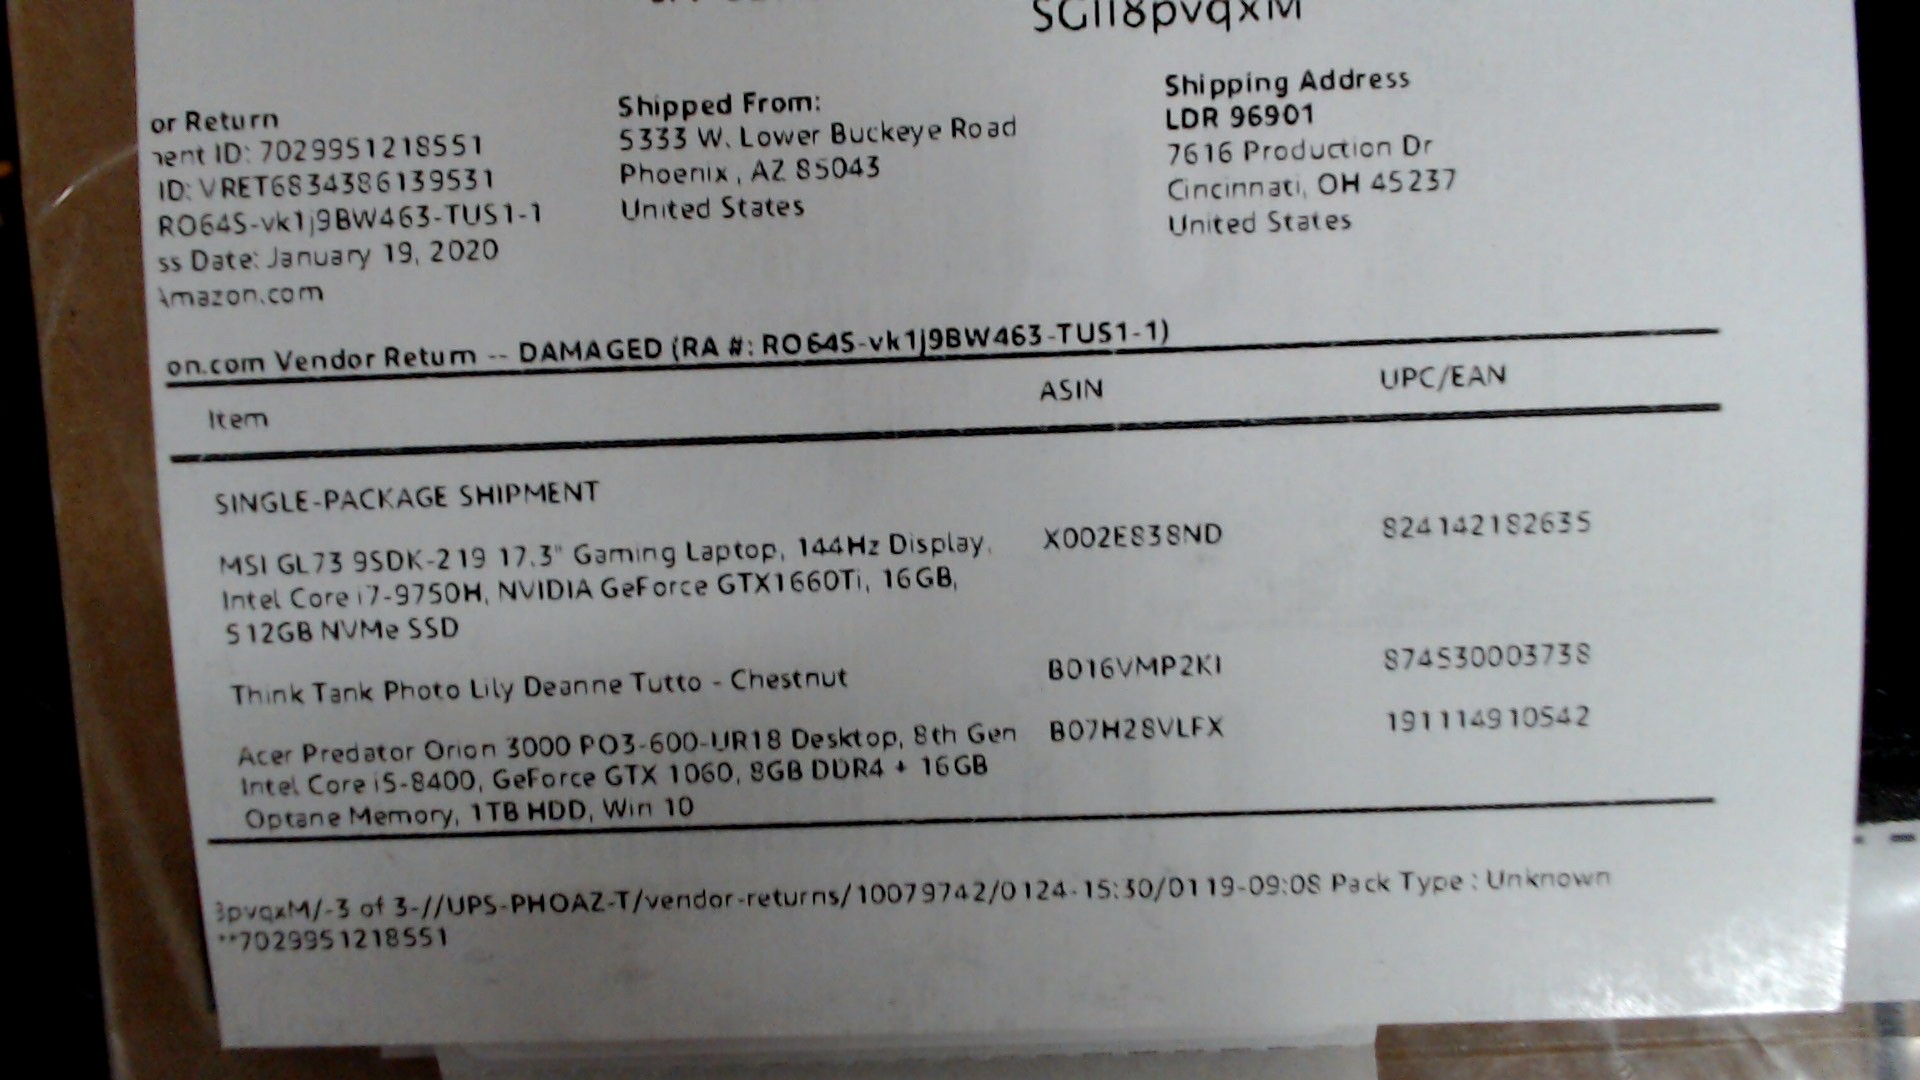 SGII8pvqxM
or Return
ent ID: 7029951218551
ID: VRET6834386139531
RO64S-vk1j9BW463-TUS1-1
ss Date: January 19, 2020
Amazon.com
Shipped From:
5333 W. Lower Buckeye Road
Phoenix, AZ 85043
United States
Shipping Address
LDR 96901
7616 Production Dr
Cincinnati, OH 45237
United States
on.com Vendor Return -- DAMAGED (RA #: RO64S-vk1j9BW463-TUS1-1)
Item ASIN UPC/EAN
SINGLE-PACKAGE SHIPMENT
MSI GL73 9SDK-219 17.3" Gaming Laptop, 144Hz Display, X002E838ND 824142182635
Intel Core i7-9750H, NVIDIA GeForce GTX1660Ti, 16GB,
512GB NVMe SSD
Think Tank Photo Lily Deanne Tutto - Chestnut B016VMP2KI 874530003738
Acer Predator Orion 3000 PO3-600-UR18 Desktop, 8th Gen B07H28VLFX 191114910542
Intel Core i5-8400, GeForce GTX 1060, 8GB DDR4 + 16GB
Optane Memory, 1TB HDD, Win 10
pvqxM/-3 of 3-//UPS-PHOAZ-T/vendor-returns/10079742/0124-15:30/0119-09:08 Pack Type : Unknown
**7029951218551